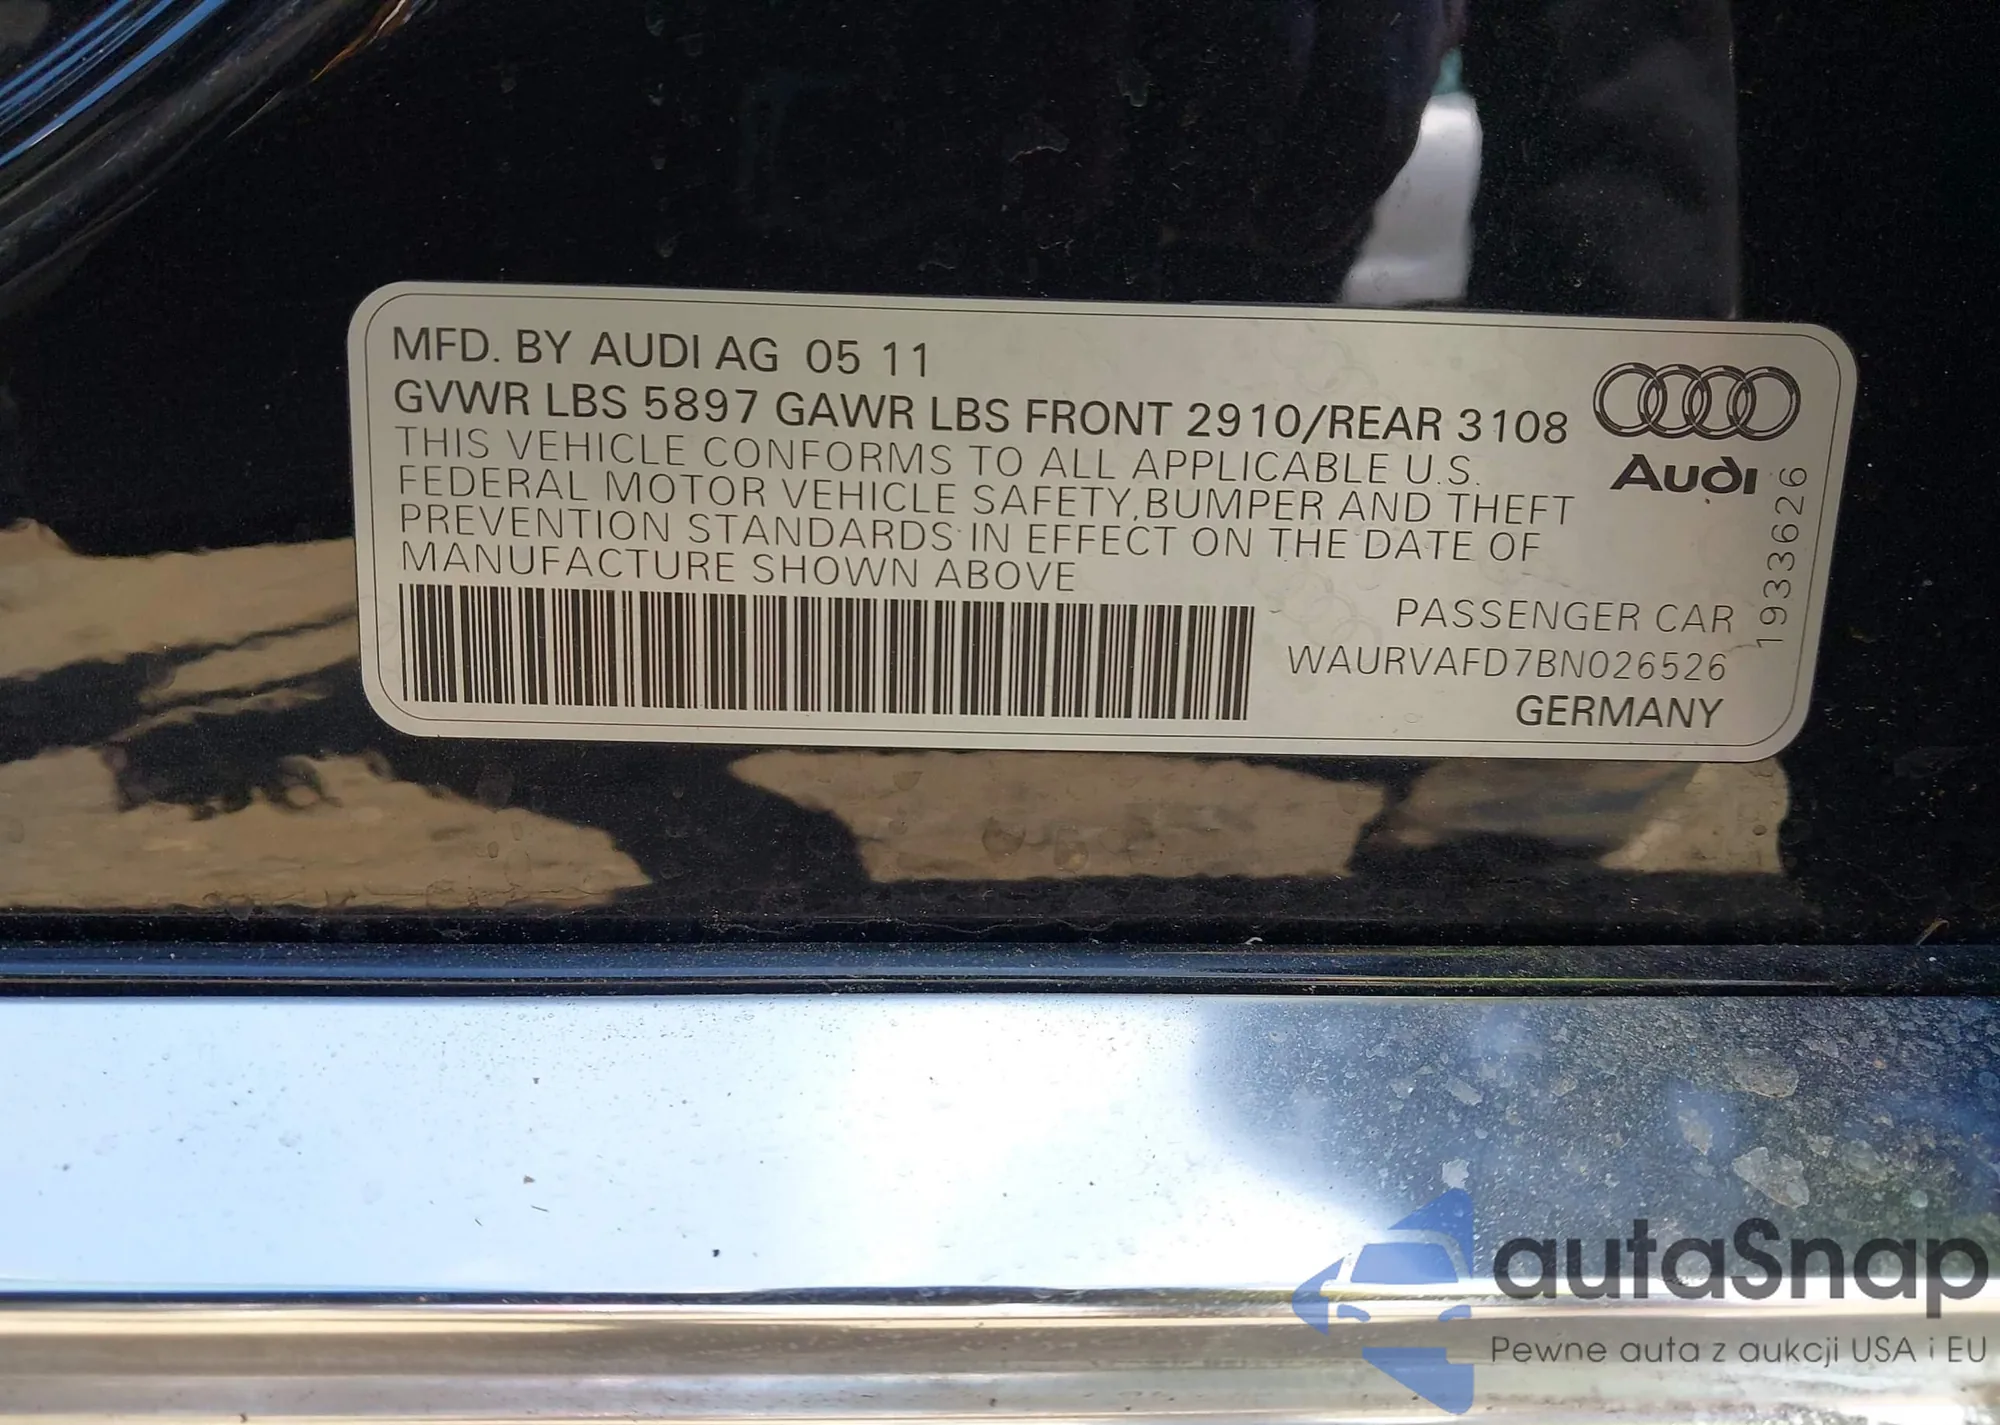 MFD. BY AUDI AG 05 11
GVWR LBS 5897 GAWR LBS FRONT 2910/REAR 3108
THIS VEHICLE CONFORMS TO ALL APPLICABLE U.S.
FEDERAL MOTOR VEHICLE SAFETY,BUMPER AND THEFT
PREVENTION STANDARDS IN EFFECT ON THE DATE OF
MANUFACTURE SHOWN ABOVE
Audi
1933626
PASSENGER CAR
WAURVAFD7BN026526
GERMANY
autaSnap
Pewne auta z aukcji USA i EU